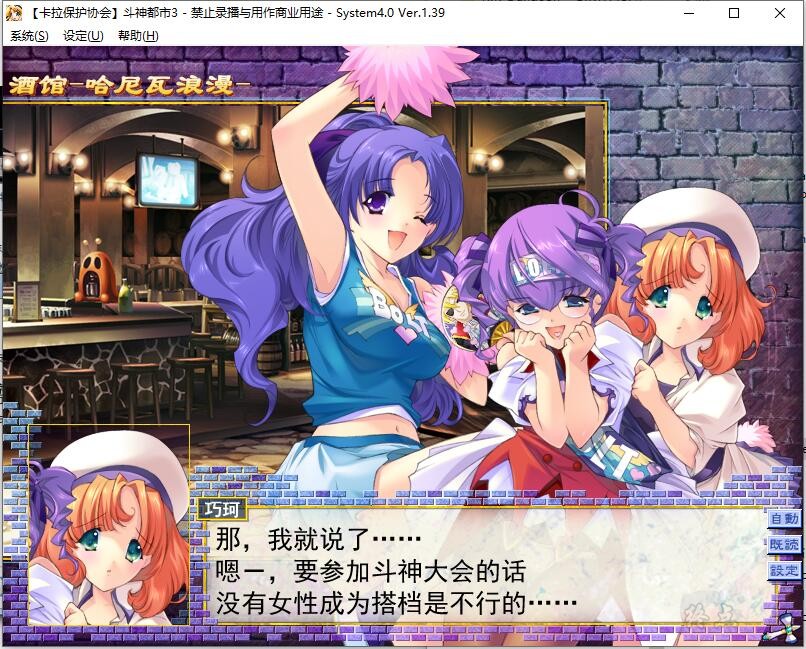 【卡拉保护协会】斗神都市3 - 禁止录播与用作商业用途 - System4.0 Ver.1.39
系统(S) 设定(U) 帮助(H)
酒馆-哈尼瓦浪漫-
BoLT
LO
巧珂
那，我就说了……
嗯－，要参加斗神大会的话
没有女性成为搭档是不行的……
自動
既読
設定